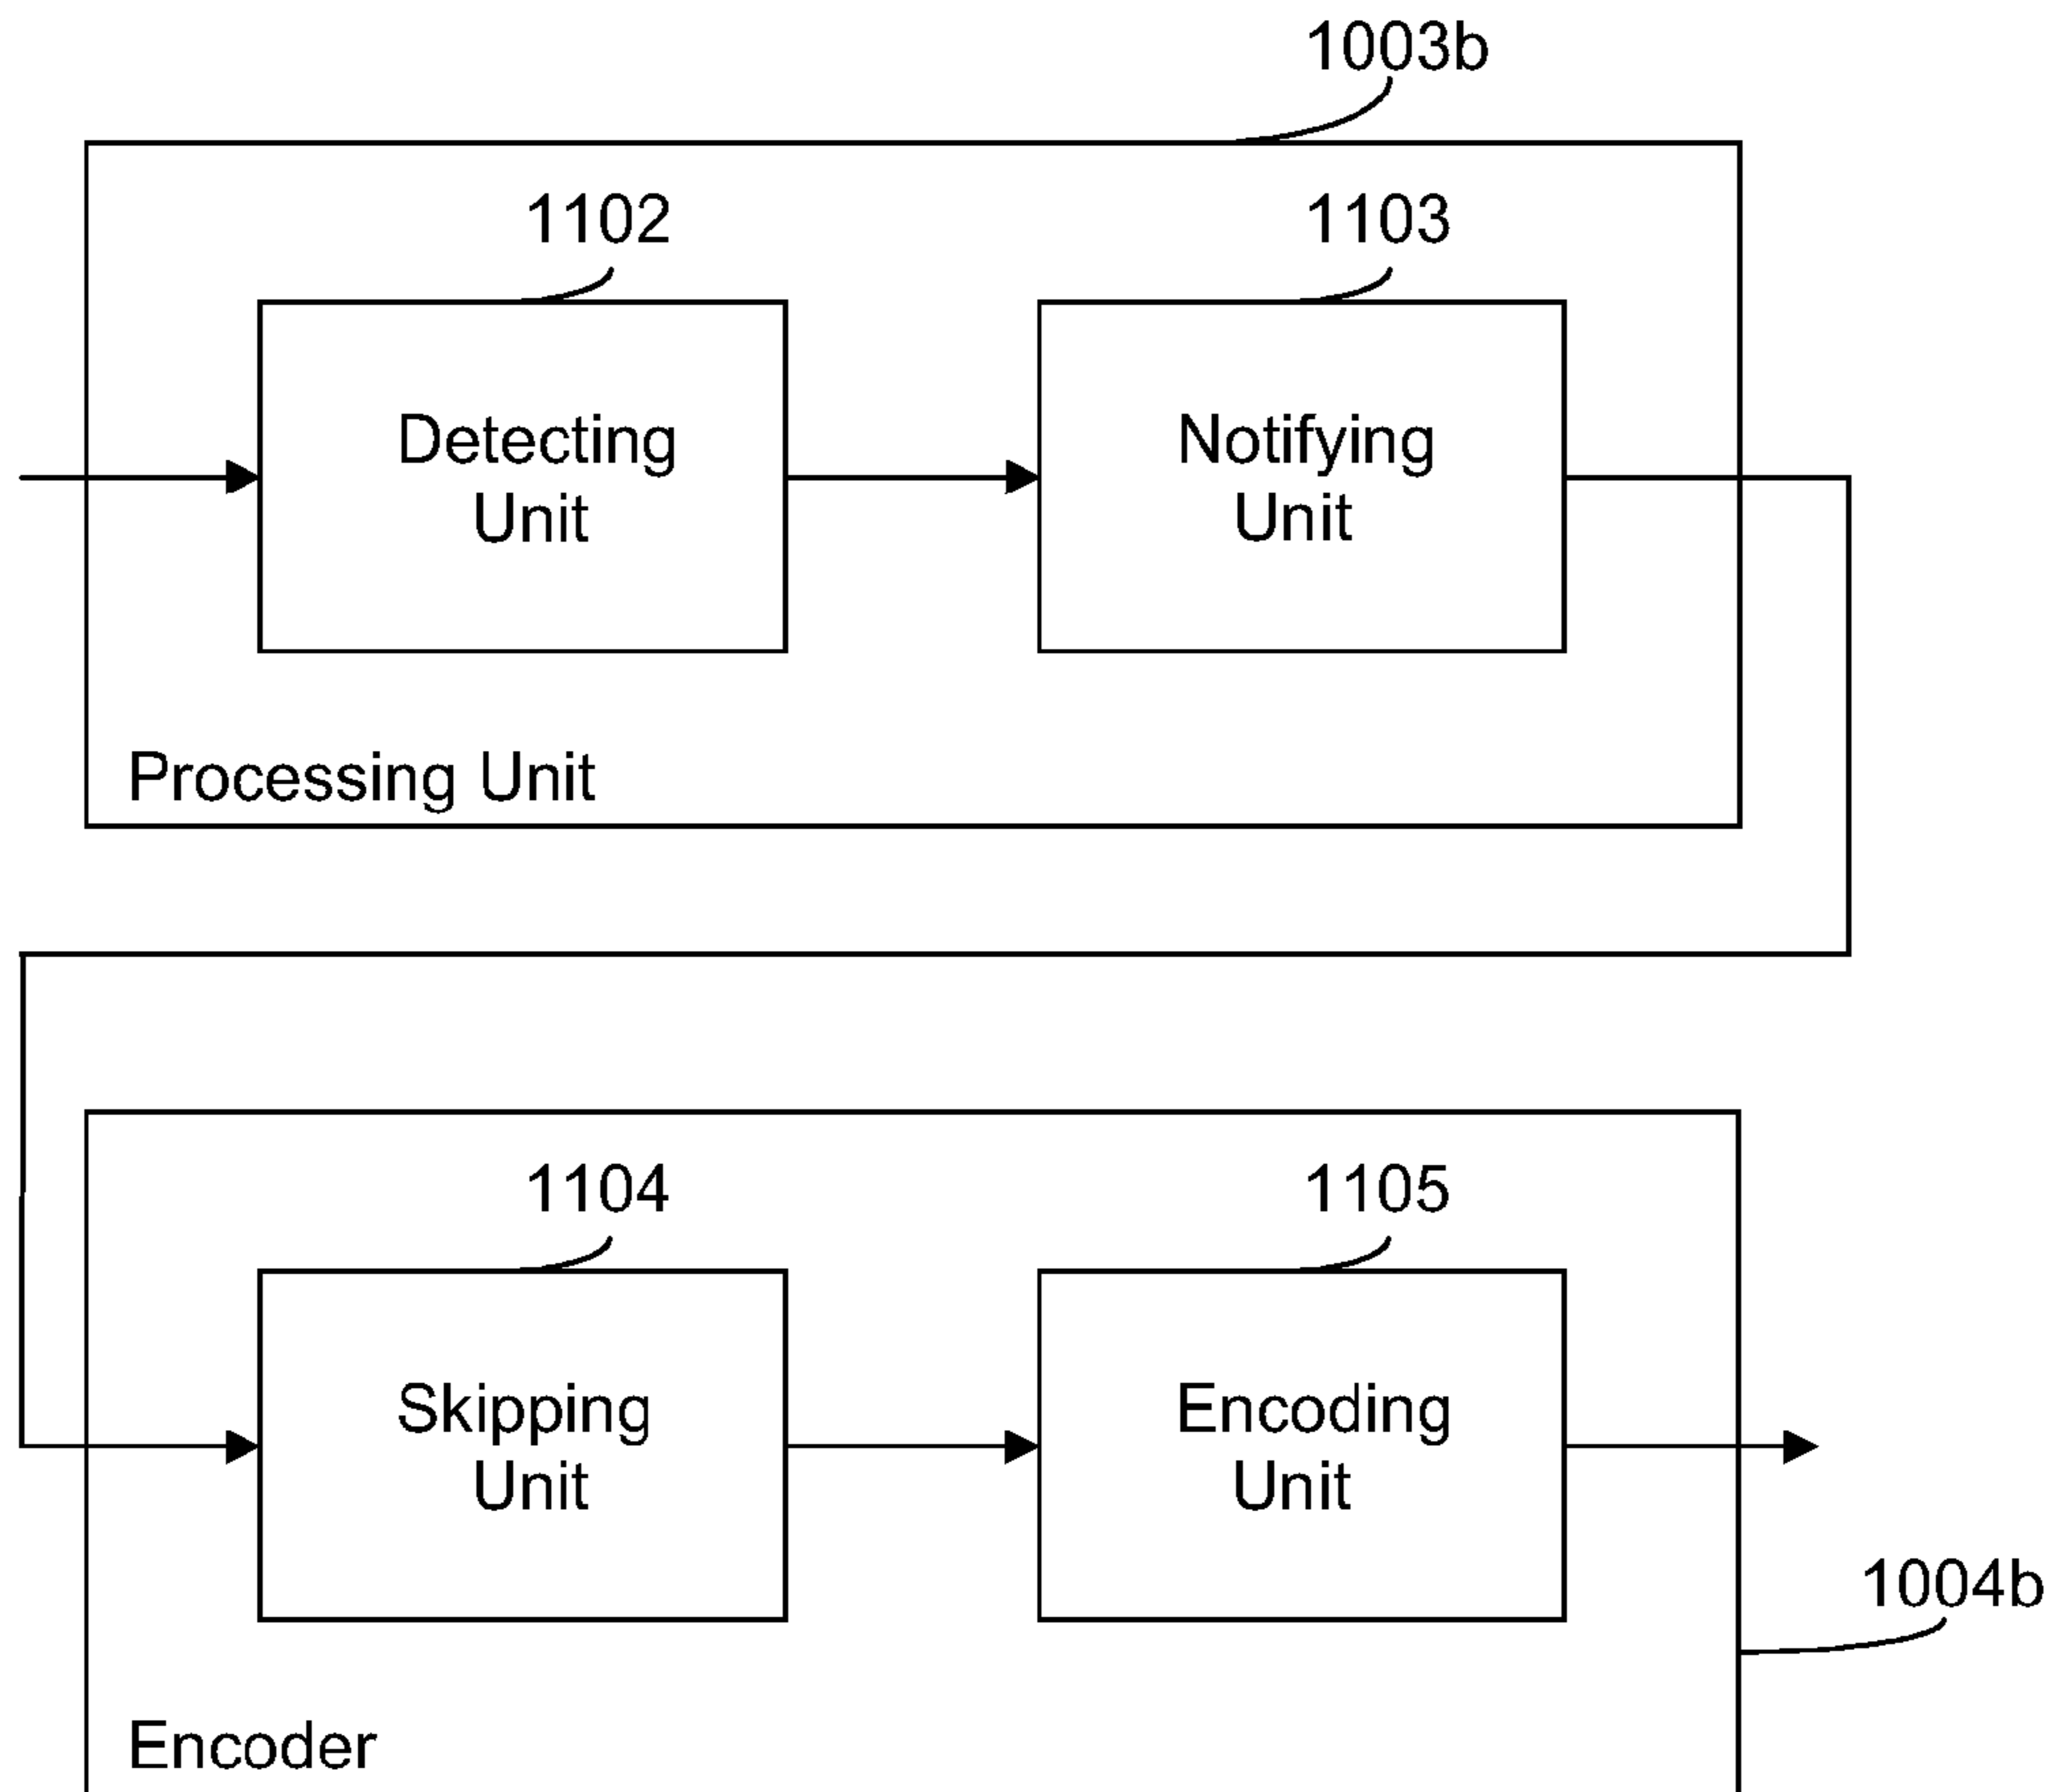 1003b
1102
1103
Detecting
Unit
Notifying
Unit
Processing Unit
1104
1105
Skipping
Unit
Encoding
Unit
1004b
Encoder